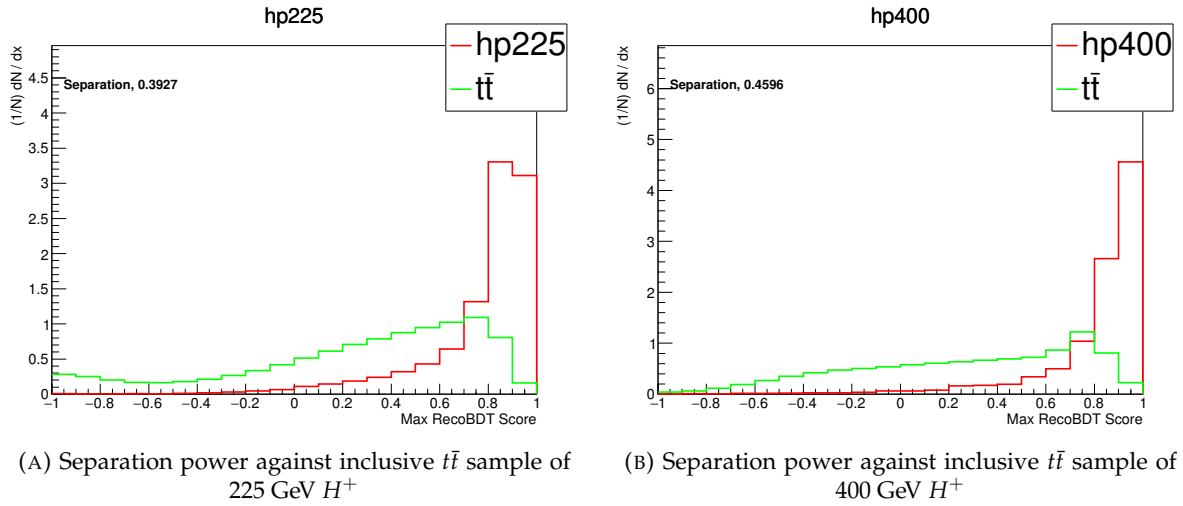 hp225
hp225
tt̄
Separation, 0.3927
(1/N) dN / dx
4.5
4
3.5
3
2.5
2
1.5
1
0.5
0
−1 −0.8 −0.6 −0.4 −0.2 0 0.2 0.4 0.6 0.8 1
Max RecoBDT Score
(A) Separation power against inclusive tt̄ sample of
225 GeV H+
hp400
hp400
tt̄
Separation, 0.4596
(1/N) dN / dx
6
5
4
3
2
1
0
−1 −0.8 −0.6 −0.4 −0.2 0 0.2 0.4 0.6 0.8 1
Max RecoBDT Score
(B) Separation power against inclusive tt̄ sample of
400 GeV H+